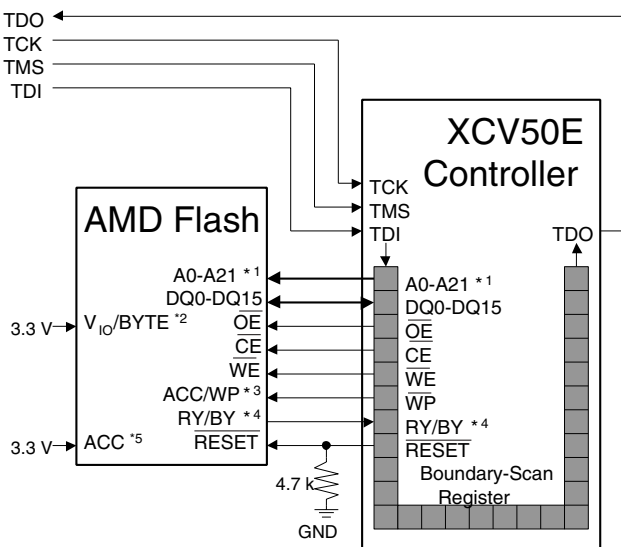 TDO
TCK
TMS
TDI
XCV50E
Controller
TCK
TMS
TDI
TDO
AMD Flash
A0-A21 *1
DQ0-DQ15
OE
CE
WE
ACC/WP *3
RY/BY *4
RESET
3.3 V
VIO/BYTE *2
3.3 V
ACC *5
A0-A21 *1
DQ0-DQ15
OE
CE
WE
WP
RY/BY *4
RESET
Boundary-Scan
Register
4.7 k
GND